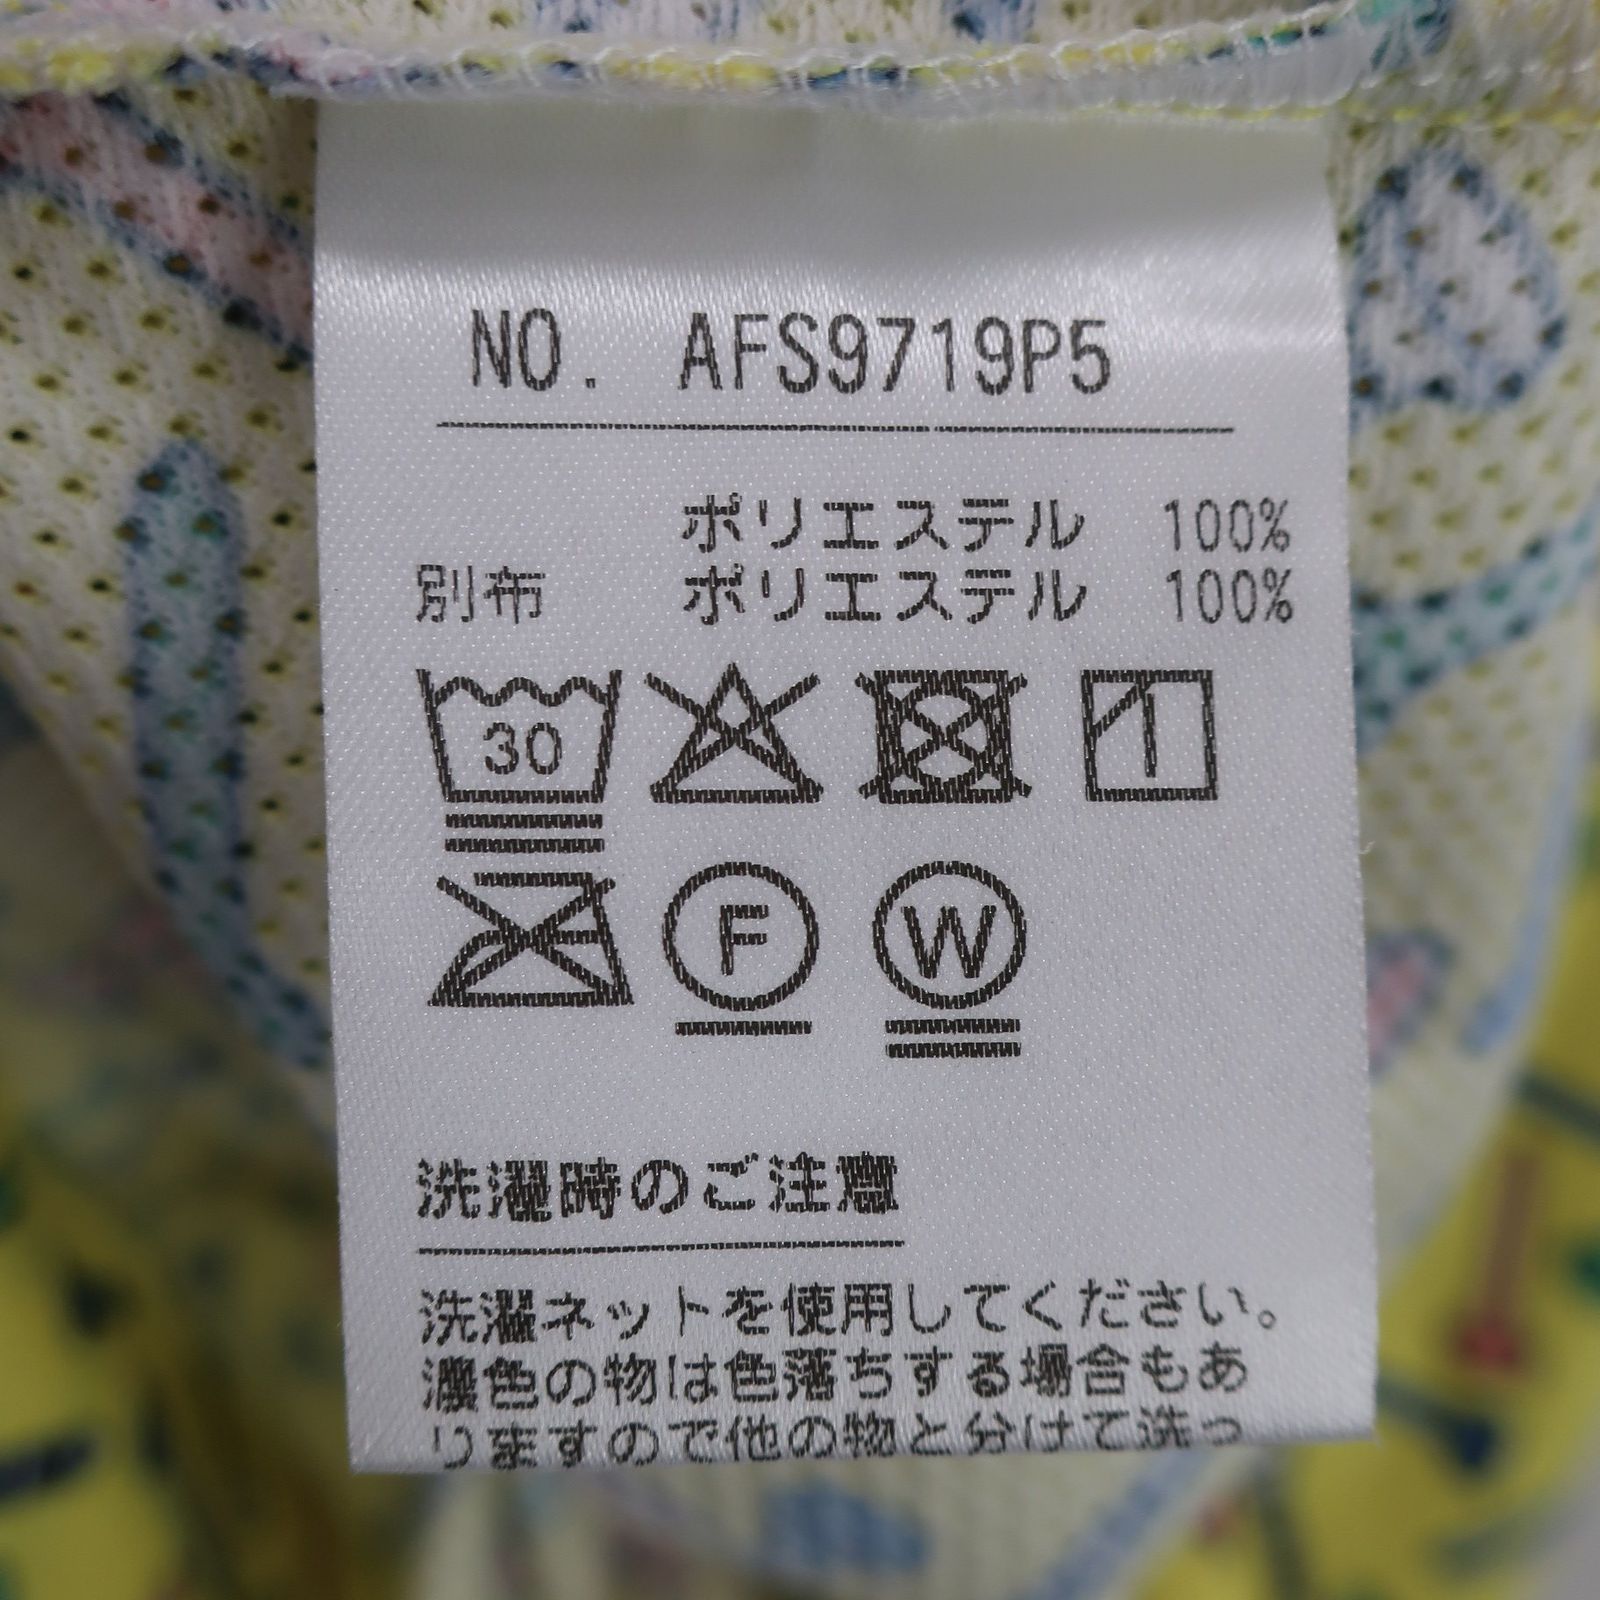 NO. AFS9719P5
ポリエステル 100%
別布 ポリエステル 100%
30
F W
洗濯時のご注意
洗濯ネットを使用してください。
濃色の物は色落ちする場合もあ
りますので他の物と分けて洗っ